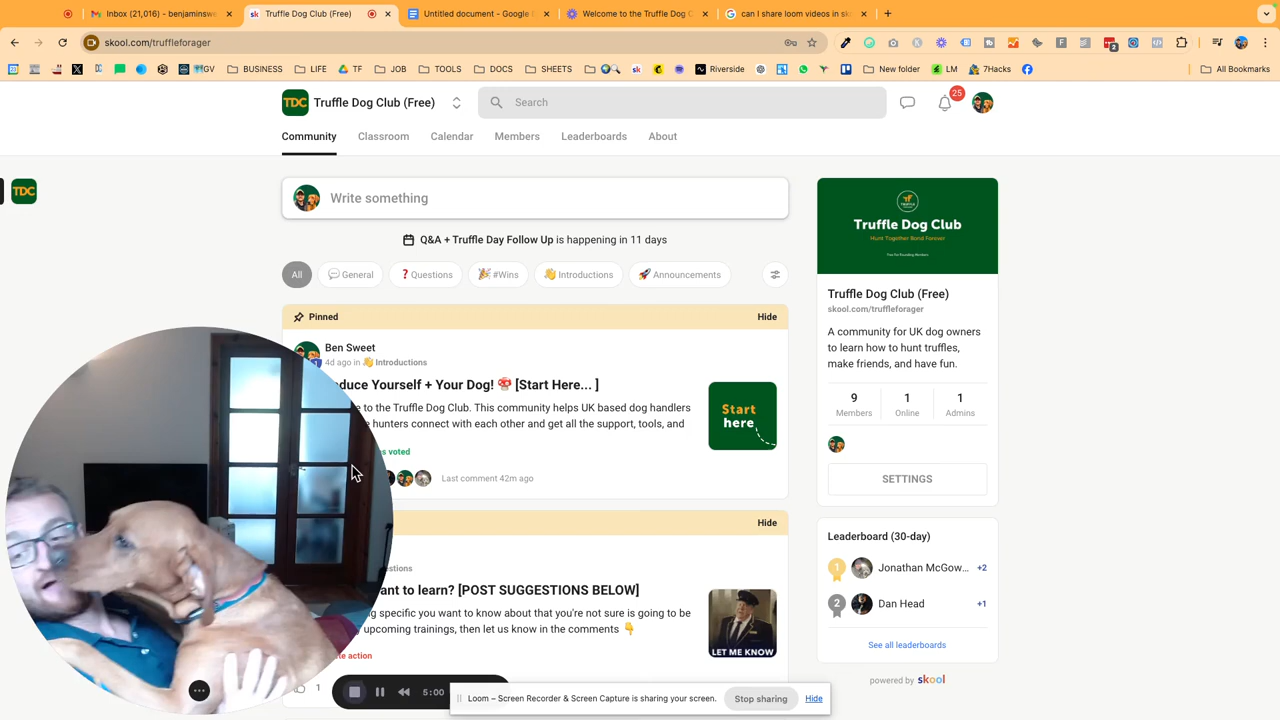 Inbox (21,016) - benjaminswe
Truffle Dog Club (Free)
Untitled document - Google
Welcome to the Truffle Dog C
can i share loom videos in sk
skool.com/truffleforager
BUSINESS
LIFE
TF
JOB
TOOLS
DOCS
SHEETS
Riverside
New folder
LM
7Hacks
All Bookmarks
TDC
Truffle Dog Club (Free)
Search
25
Community
Classroom
Calendar
Members
Leaderboards
About
TDC
Write something
Q&A + Truffle Day Follow Up is happening in 11 days
All
General
Questions
#Wins
Introductions
Announcements
Pinned
Hide
Ben Sweet
4d ago in 👋 Introductions
duce Yourself + Your Dog! 🍄 [Start Here... ]
e to the Truffle Dog Club. This community helps UK based dog handlers
e hunters connect with each other and get all the support, tools, and
s voted
Last comment 42m ago
Start
here
Hide
estions
ant to learn? [POST SUGGESTIONS BELOW]
g specific you want to know about that you're not sure is going to be
y upcoming trainings, then let us know in the comments 👇
te action
1
LET ME KNOW
Truffle Dog Club
Hunt Together Bond Forever
Truffle Dog Club (Free)
skool.com/truffleforager
A community for UK dog owners
to learn how to hunt truffles,
make friends, and have fun.
9
Members
1
Online
1
Admins
SETTINGS
Leaderboard (30-day)
1
Jonathan McGow...
+2
2
Dan Head
+1
See all leaderboards
powered by skool
5:00
Loom – Screen Recorder & Screen Capture is sharing your screen.
Stop sharing
Hide